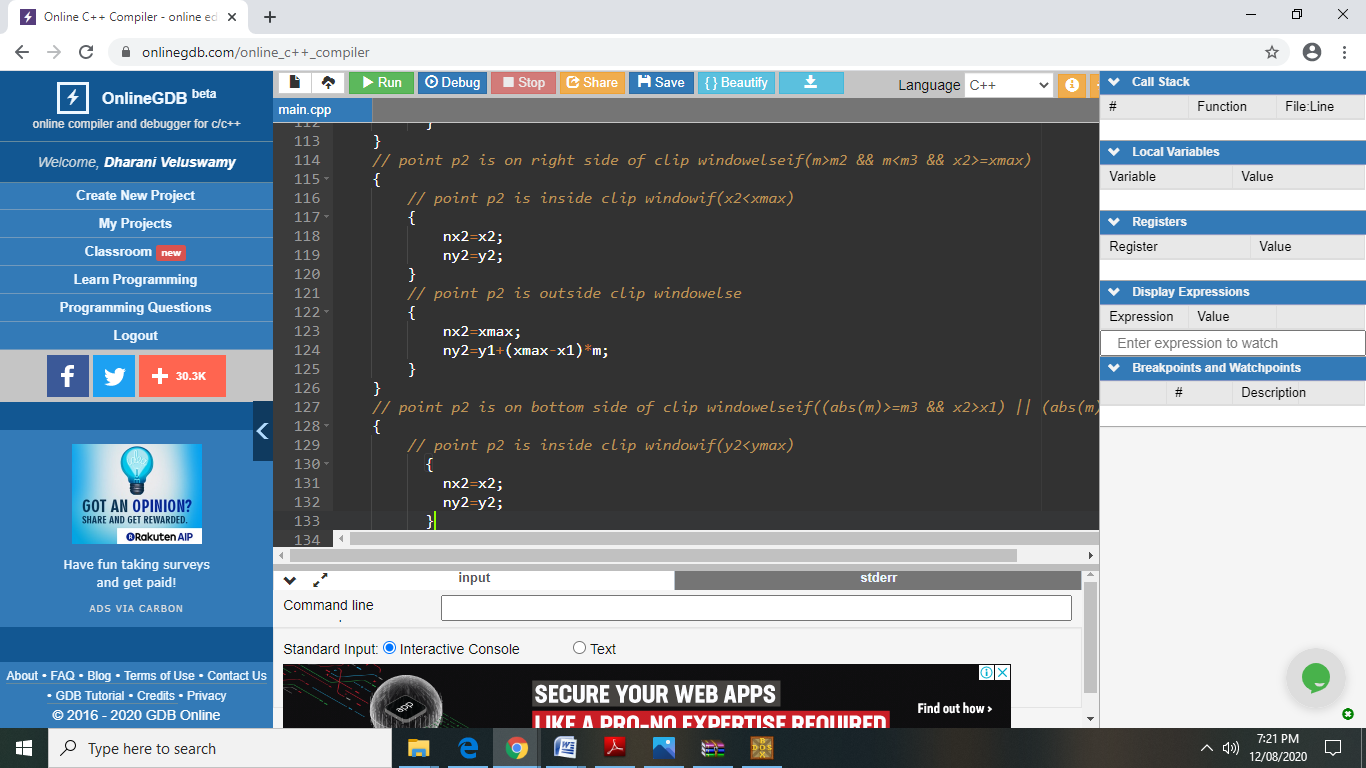 Online C++ Compiler - online ed
onlinegdb.com/online_c++_compiler
OnlineGDB beta
online compiler and debugger for c/c++
Welcome, Dharani Veluswamy
Create New Project
My Projects
Classroom new
Learn Programming
Programming Questions
Logout
30.3K
GOT AN OPINION?
SHARE AND GET REWARDED.
Rakuten AIP
Have fun taking surveys
and get paid!
ADS VIA CARBON
About • FAQ • Blog • Terms of Use • Contact Us
• GDB Tutorial • Credits • Privacy
© 2016 - 2020 GDB Online
Run Debug Stop Share Save { } Beautify
Language C++
main.cpp
112 }
113 }
114 // point p2 is on right side of clip windowelseif(m>m2 && m<m3 && x2>=xmax)
115 {
116 // point p2 is inside clip windowif(x2<xmax)
117 {
118 nx2=x2;
119 ny2=y2;
120 }
121 // point p2 is outside clip windowelse
122 {
123 nx2=xmax;
124 ny2=y1+(xmax-x1)*m;
125 }
126 }
127 // point p2 is on bottom side of clip windowelseif((abs(m)>=m3 && x2>x1) || (abs(m)
128 {
129 // point p2 is inside clip windowif(y2<ymax)
130 {
131 nx2=x2;
132 ny2=y2;
133 }
134
input stderr
Command line
Standard Input: Interactive Console Text
app
SECURE YOUR WEB APPS
LIKE A PRO-NO EXPERTISE REQUIRED
Find out how ›
Call Stack
# Function File:Line
Local Variables
Variable Value
Registers
Register Value
Display Expressions
Expression Value
Enter expression to watch
Breakpoints and Watchpoints
# Description
Type here to search
DOS
7:21 PM
12/08/2020